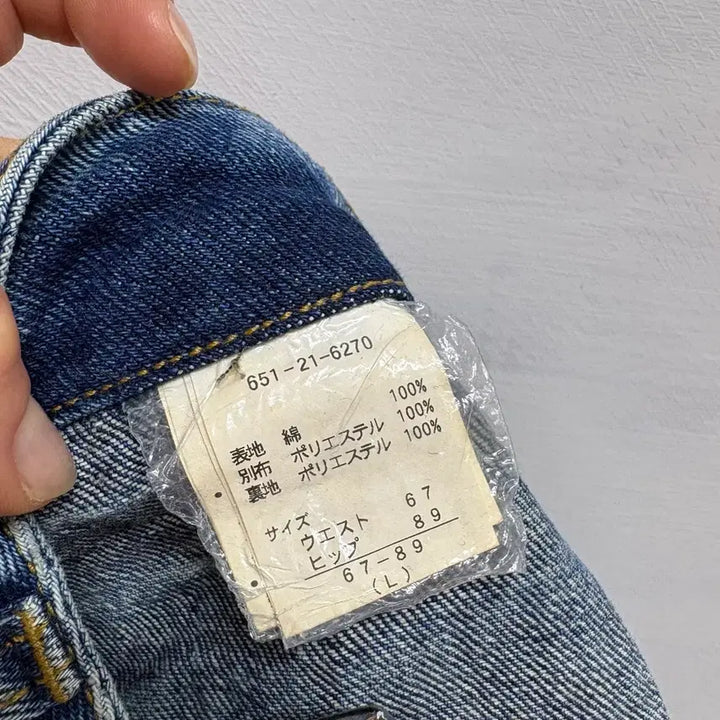 651-21-6270
表地 綿 100%
別布 ポリエステル 100%
裏地 ポリエステル 100%
サイズ
ウエスト 67
ヒップ 89
67-89
(L)